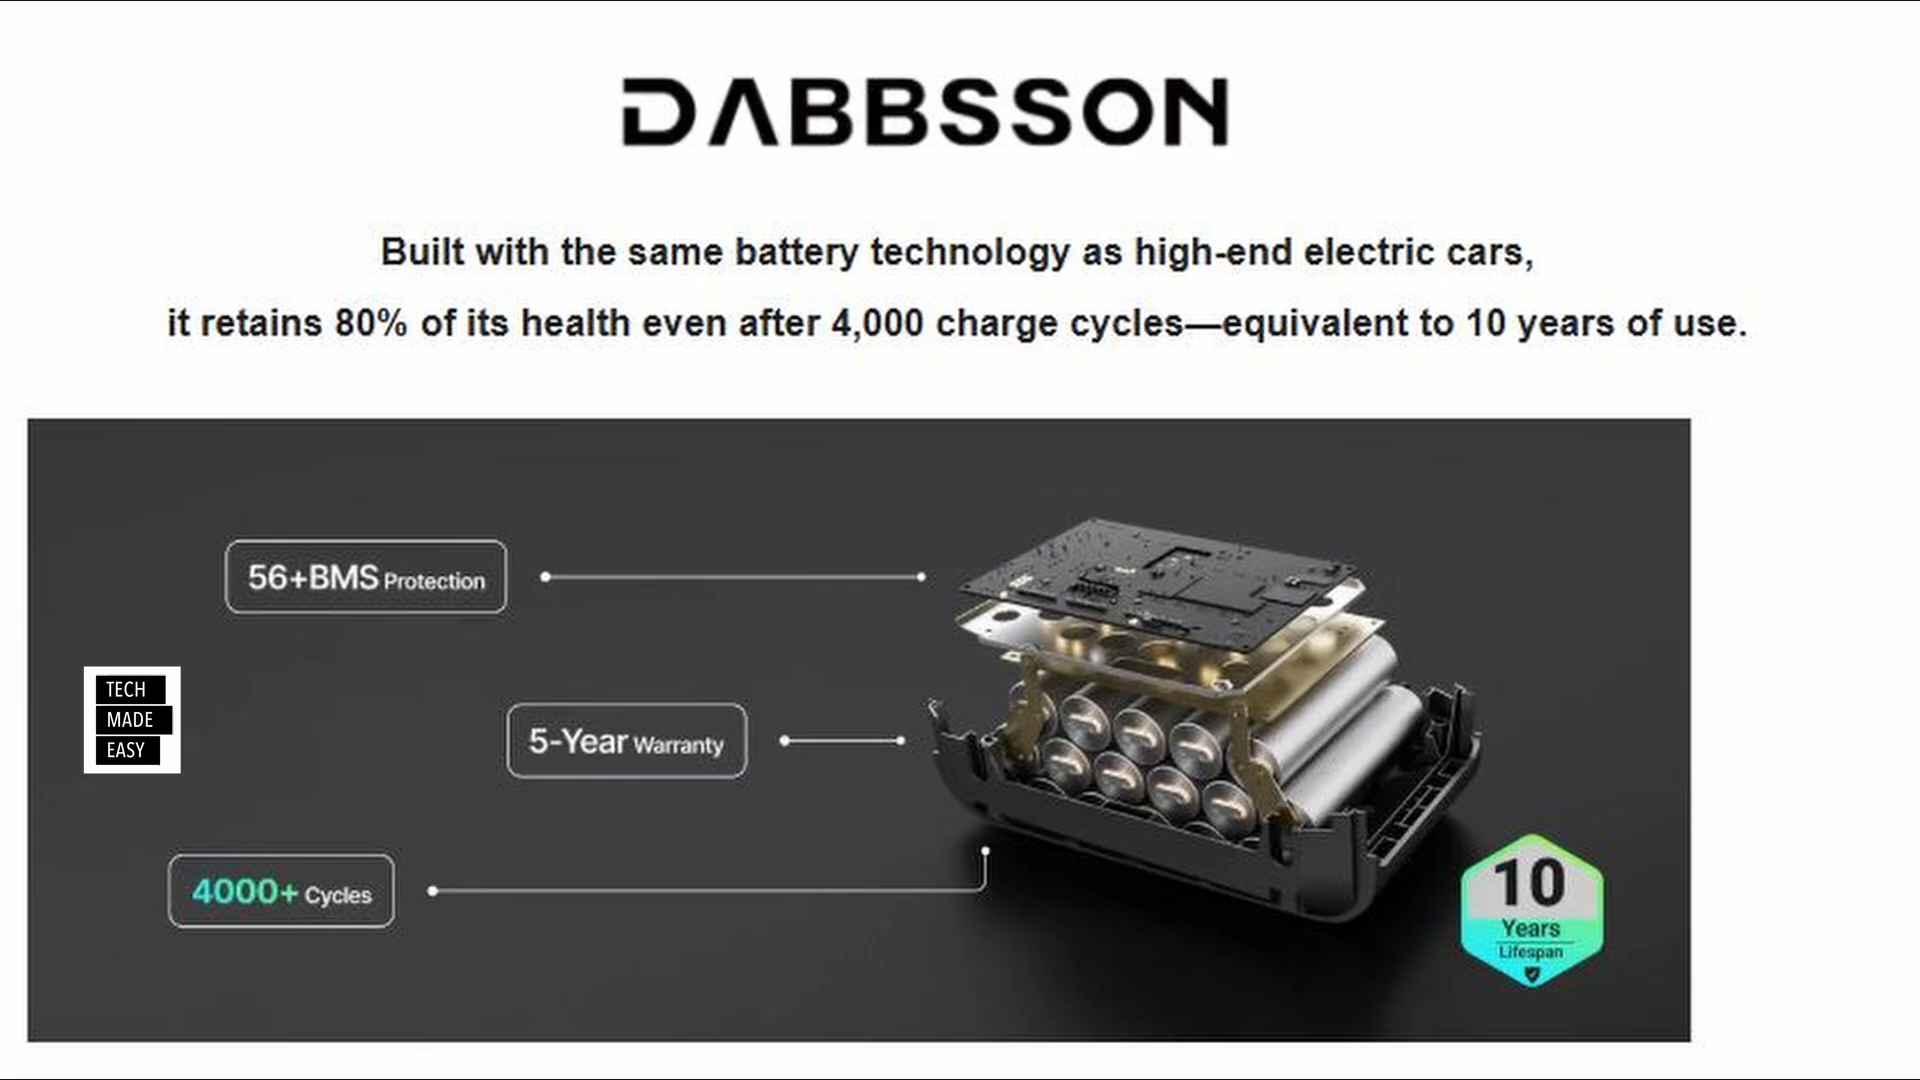 DABBSSON
Built with the same battery technology as high-end electric cars,
it retains 80% of its health even after 4,000 charge cycles—equivalent to 10 years of use.
56+BMS Protection
TECH
MADE
EASY
5-Year Warranty
4000+ Cycles
10
Years
Lifespan